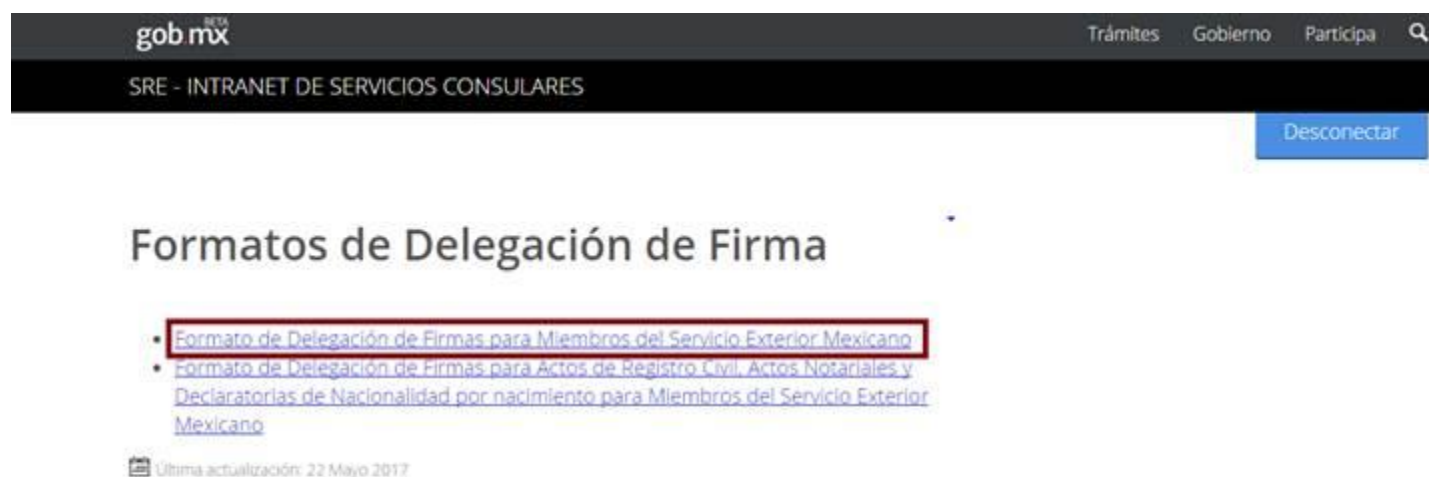 gob.mx BETA
Trámites Gobierno Participa
SRE - INTRANET DE SERVICIOS CONSULARES
Desconectar
Formatos de Delegación de Firma
• Formato de Delegación de Firmas para Miembros del Servicio Exterior Mexicano
• Formato de Delegación de Firmas para Actos de Registro Civil, Actos Notariales y
Declaratorias de Nacionalidad por nacimiento para Miembros del Servicio Exterior
Mexicano
Última actualización: 22 Mayo 2017